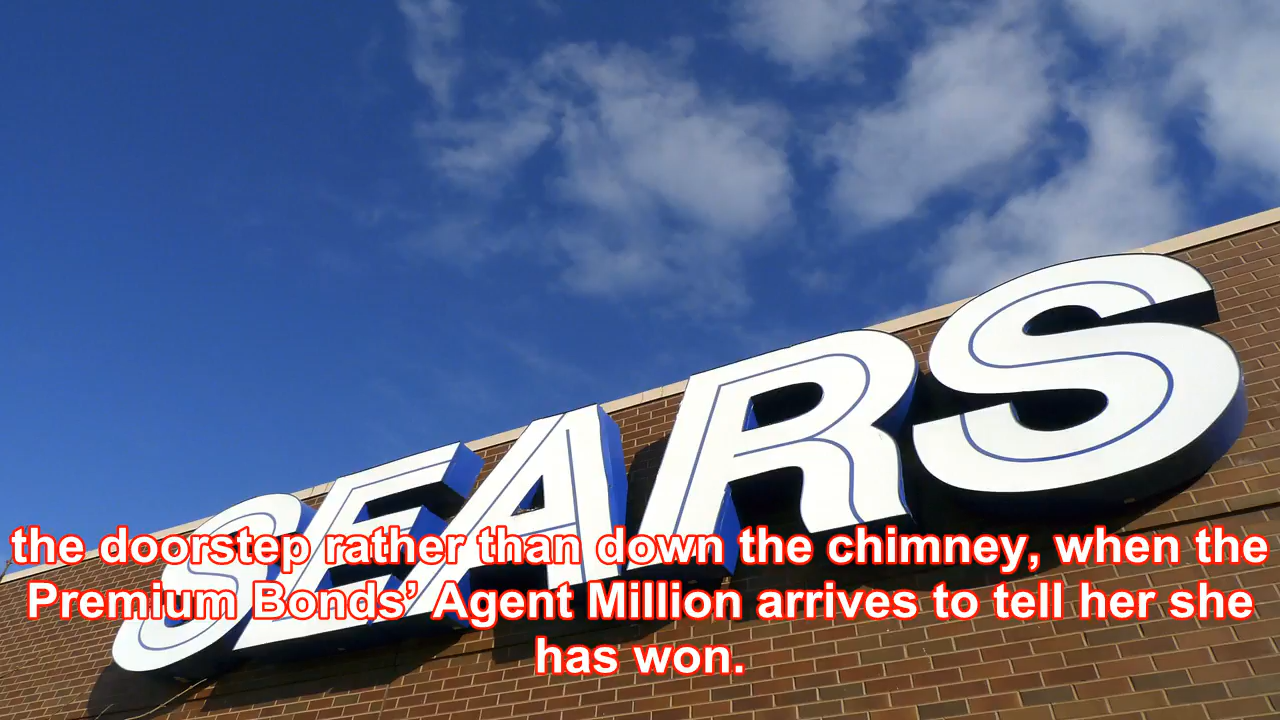 SEARS
the doorstep rather than down the chimney, when the
Premium Bonds’ Agent Million arrives to tell her she
has won.